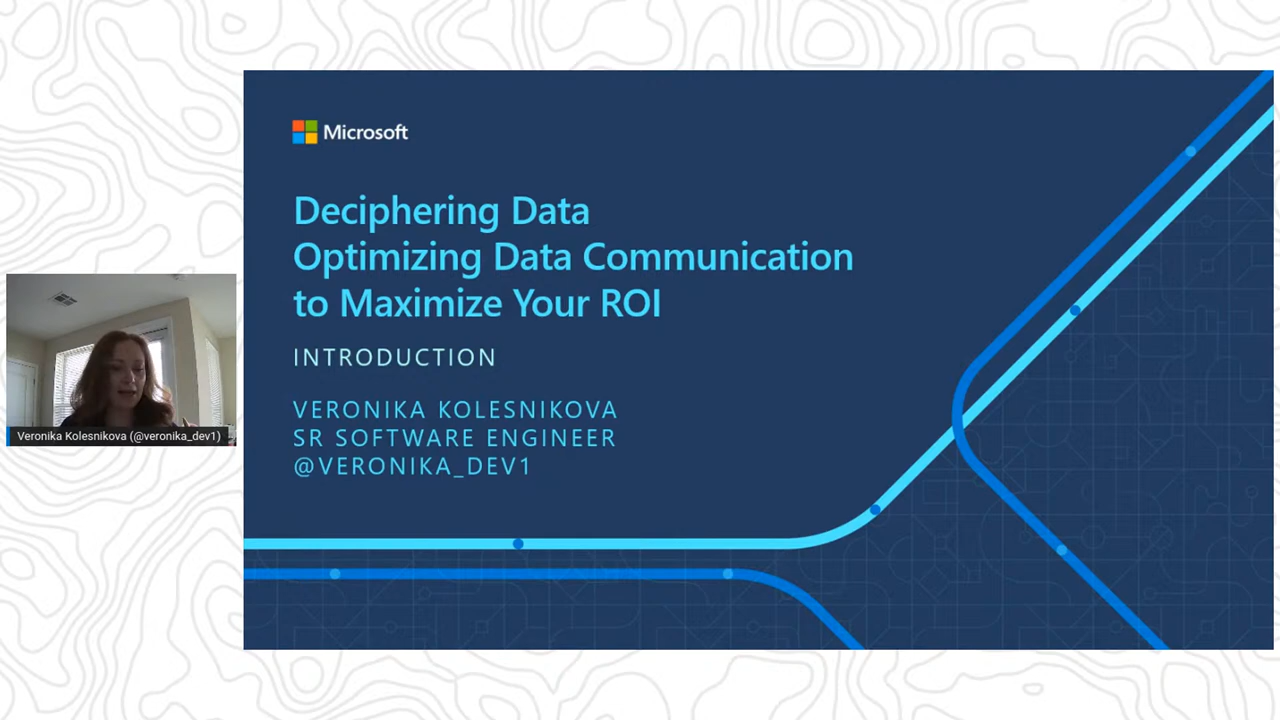 Microsoft
Deciphering Data
Optimizing Data Communication
to Maximize Your ROI
INTRODUCTION
VERONIKA KOLESNIKOVA
SR SOFTWARE ENGINEER
@VERONIKA_DEV1
Veronika Kolesnikova (@veronika_dev1)